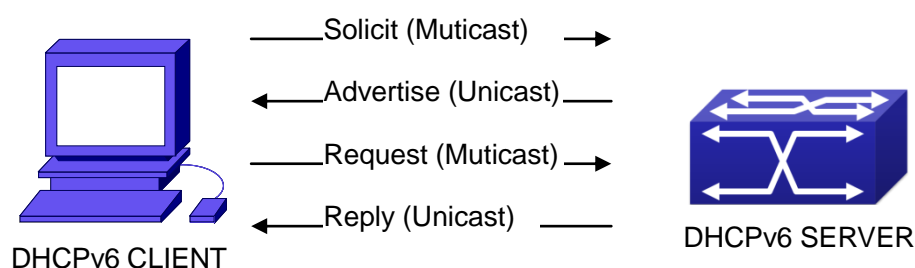 Solicit (Muticast)
Advertise (Unicast)
Request (Muticast)
Reply (Unicast)
DHCPv6 CLIENT
DHCPv6 SERVER